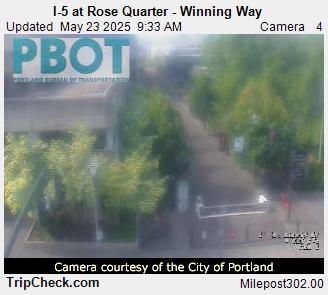 I-5 at Rose Quarter - Winning Way
Updated May 23 2025 9:33 AM Camera 4
PBOT
PORTLAND BUREAU OF TRANSPORTATION
Camera courtesy of the City of Portland
TripCheck.com Milepost302.00